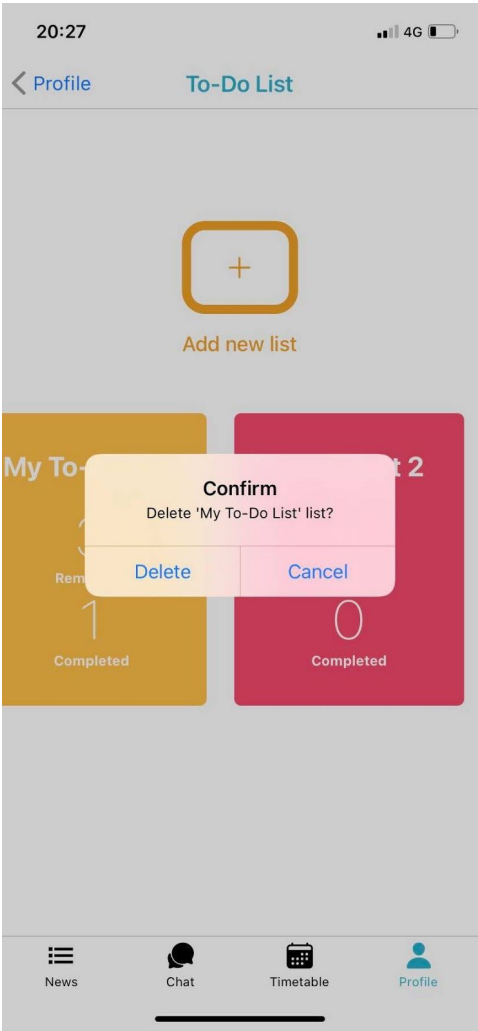 20:27
4G
Profile
To-Do List
+
Add new list
My To-
2
Confirm
Delete 'My To-Do List' list?
Delete
Cancel
Rem
1
0
Completed
Completed
News
Chat
Timetable
Profile